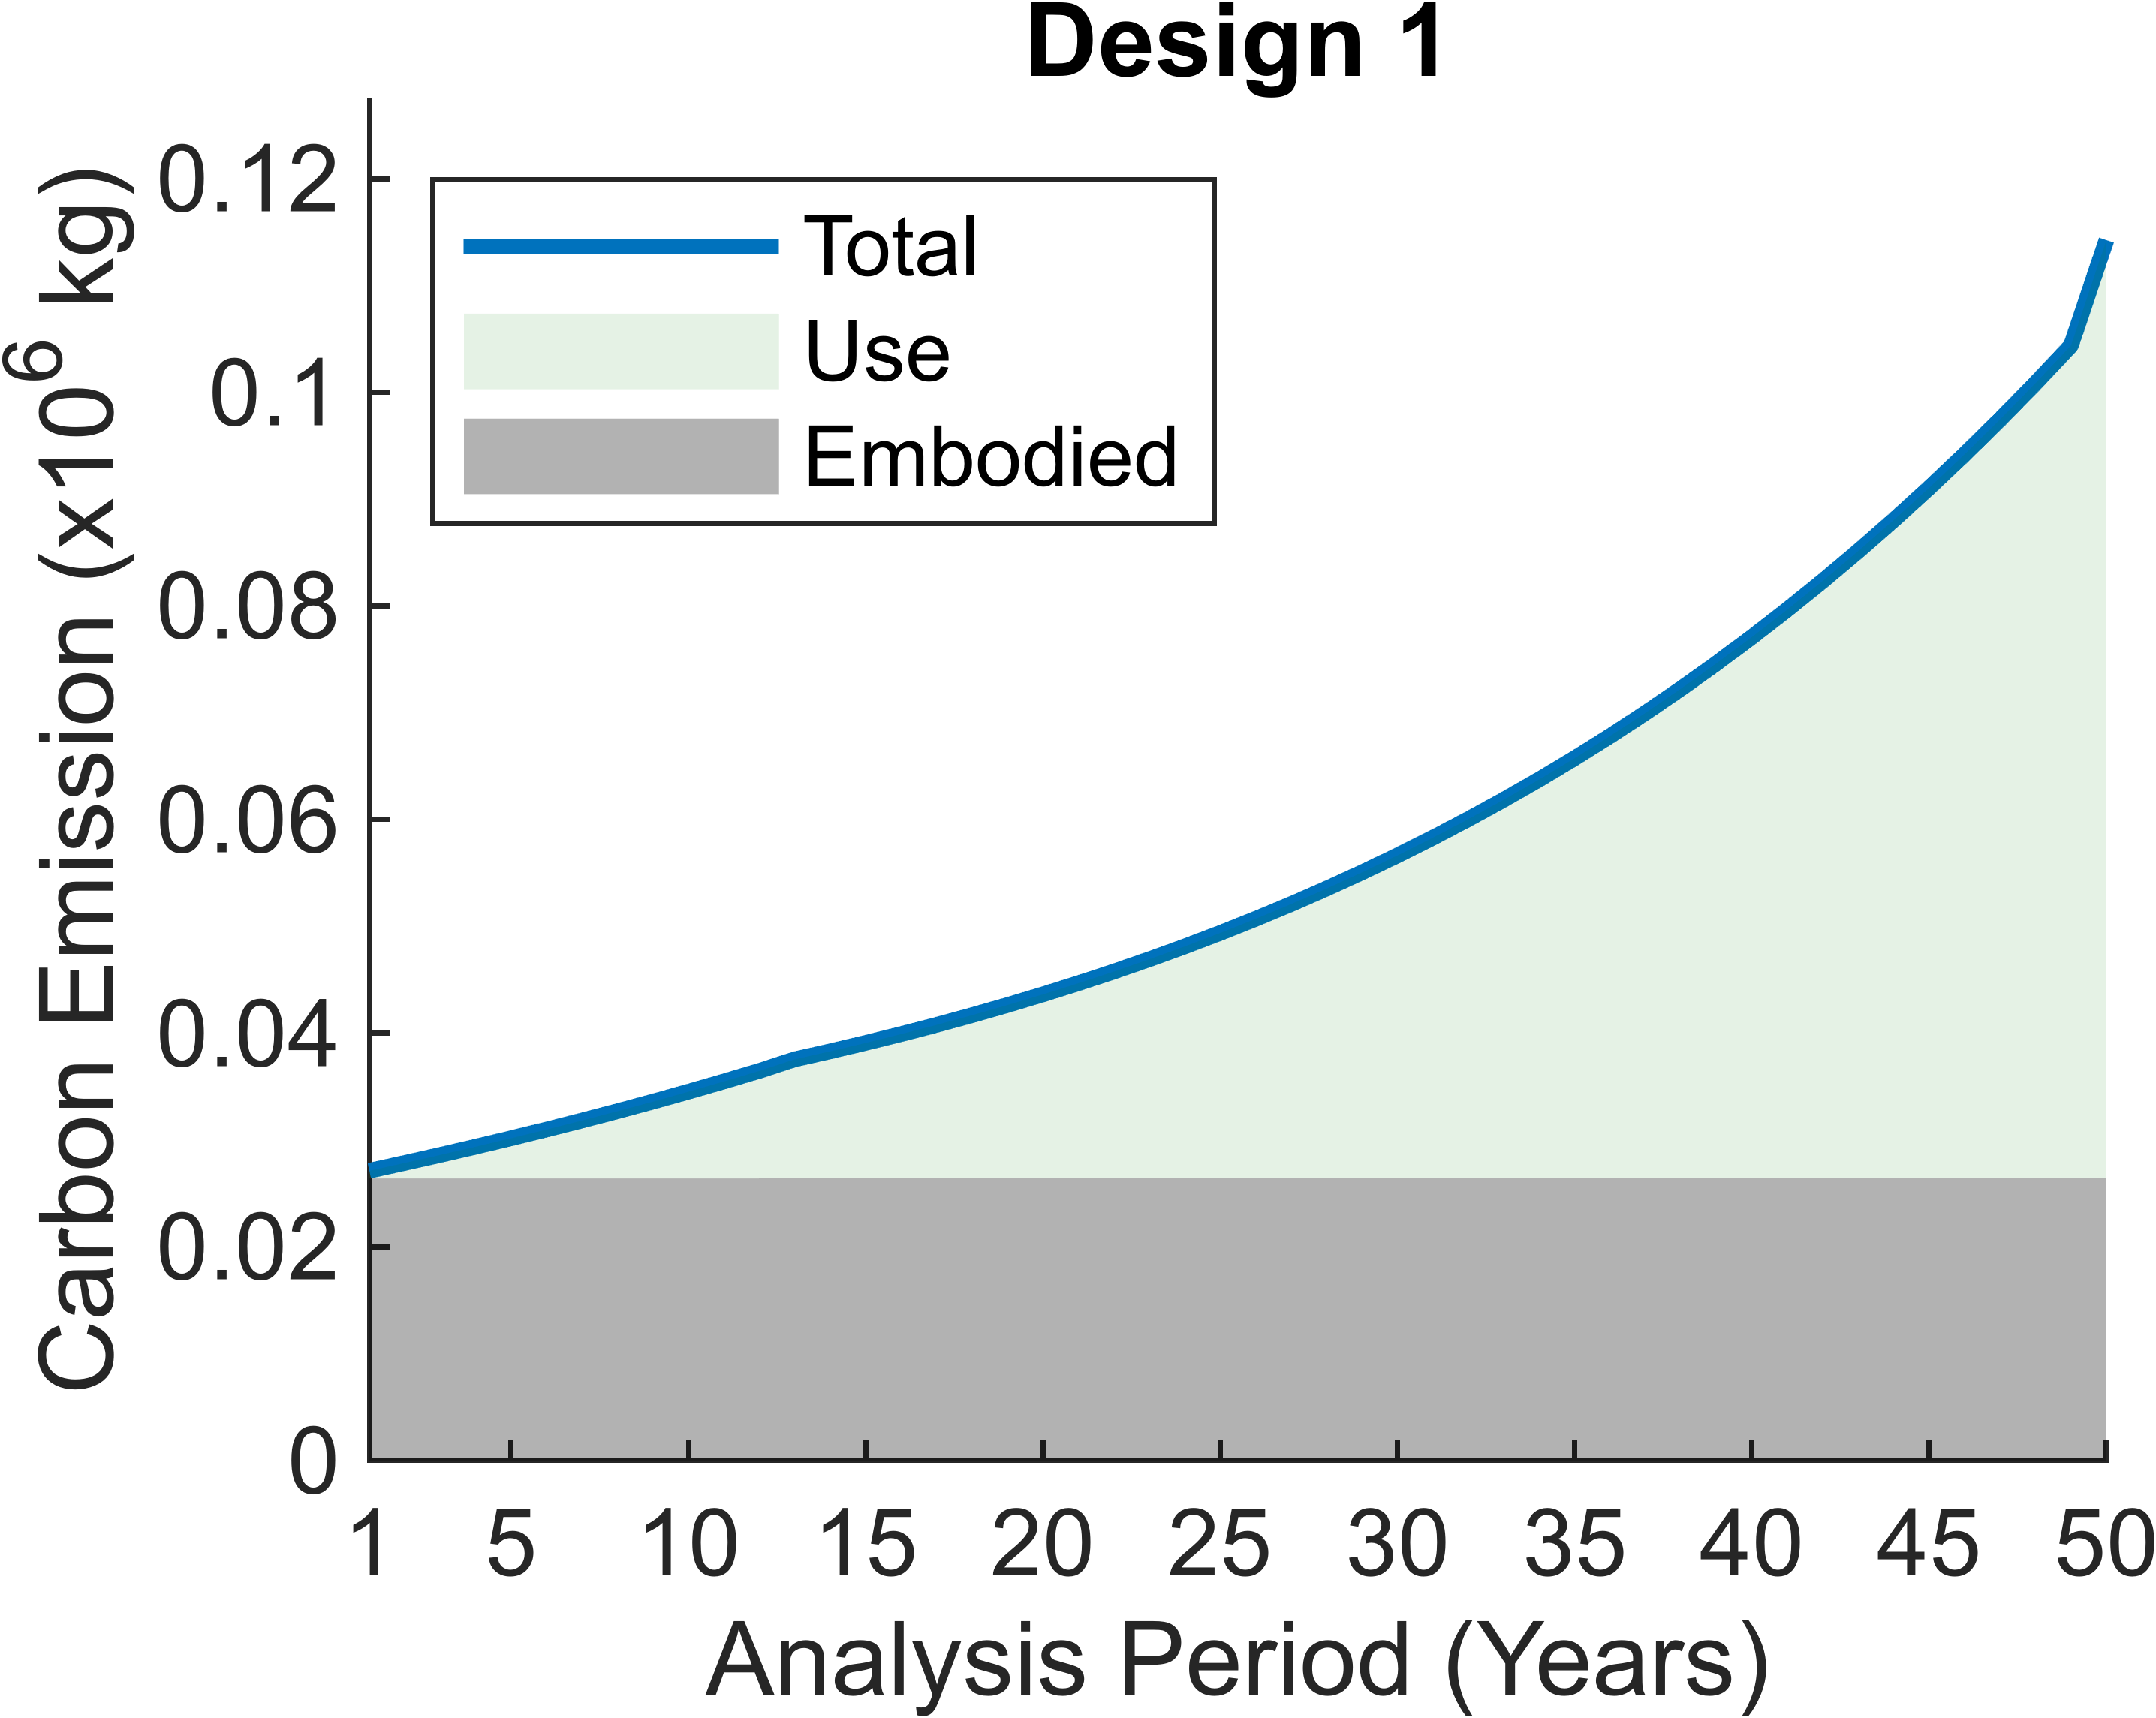 Design 1
Carbon Emission (x10⁶ kg)
0.12
0.1
0.08
0.06
0.04
0.02
0
Total
Use
Embodied
1 5 10 15 20 25 30 35 40 45 50
Analysis Period (Years)